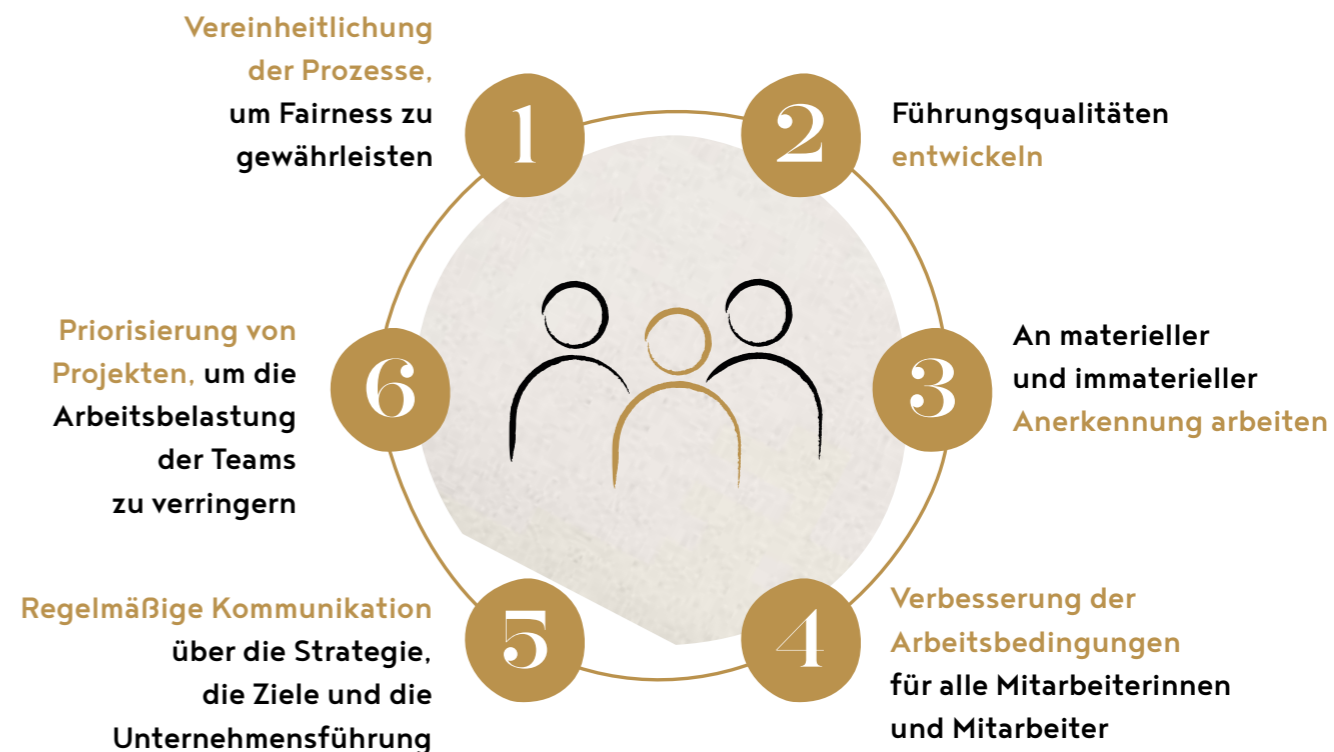 Vereinheitlichung
der Prozesse,
um Fairness zu
gewährleisten
1
2
Führungsqualitäten
entwickeln
3
An materieller
und immaterieller
Anerkennung arbeiten
4
Verbesserung der
Arbeitsbedingungen
für alle Mitarbeiterinnen
und Mitarbeiter
5
Regelmäßige Kommunikation
über die Strategie,
die Ziele und die
Unternehmensführung
6
Priorisierung von
Projekten, um die
Arbeitsbelastung
der Teams
zu verringern